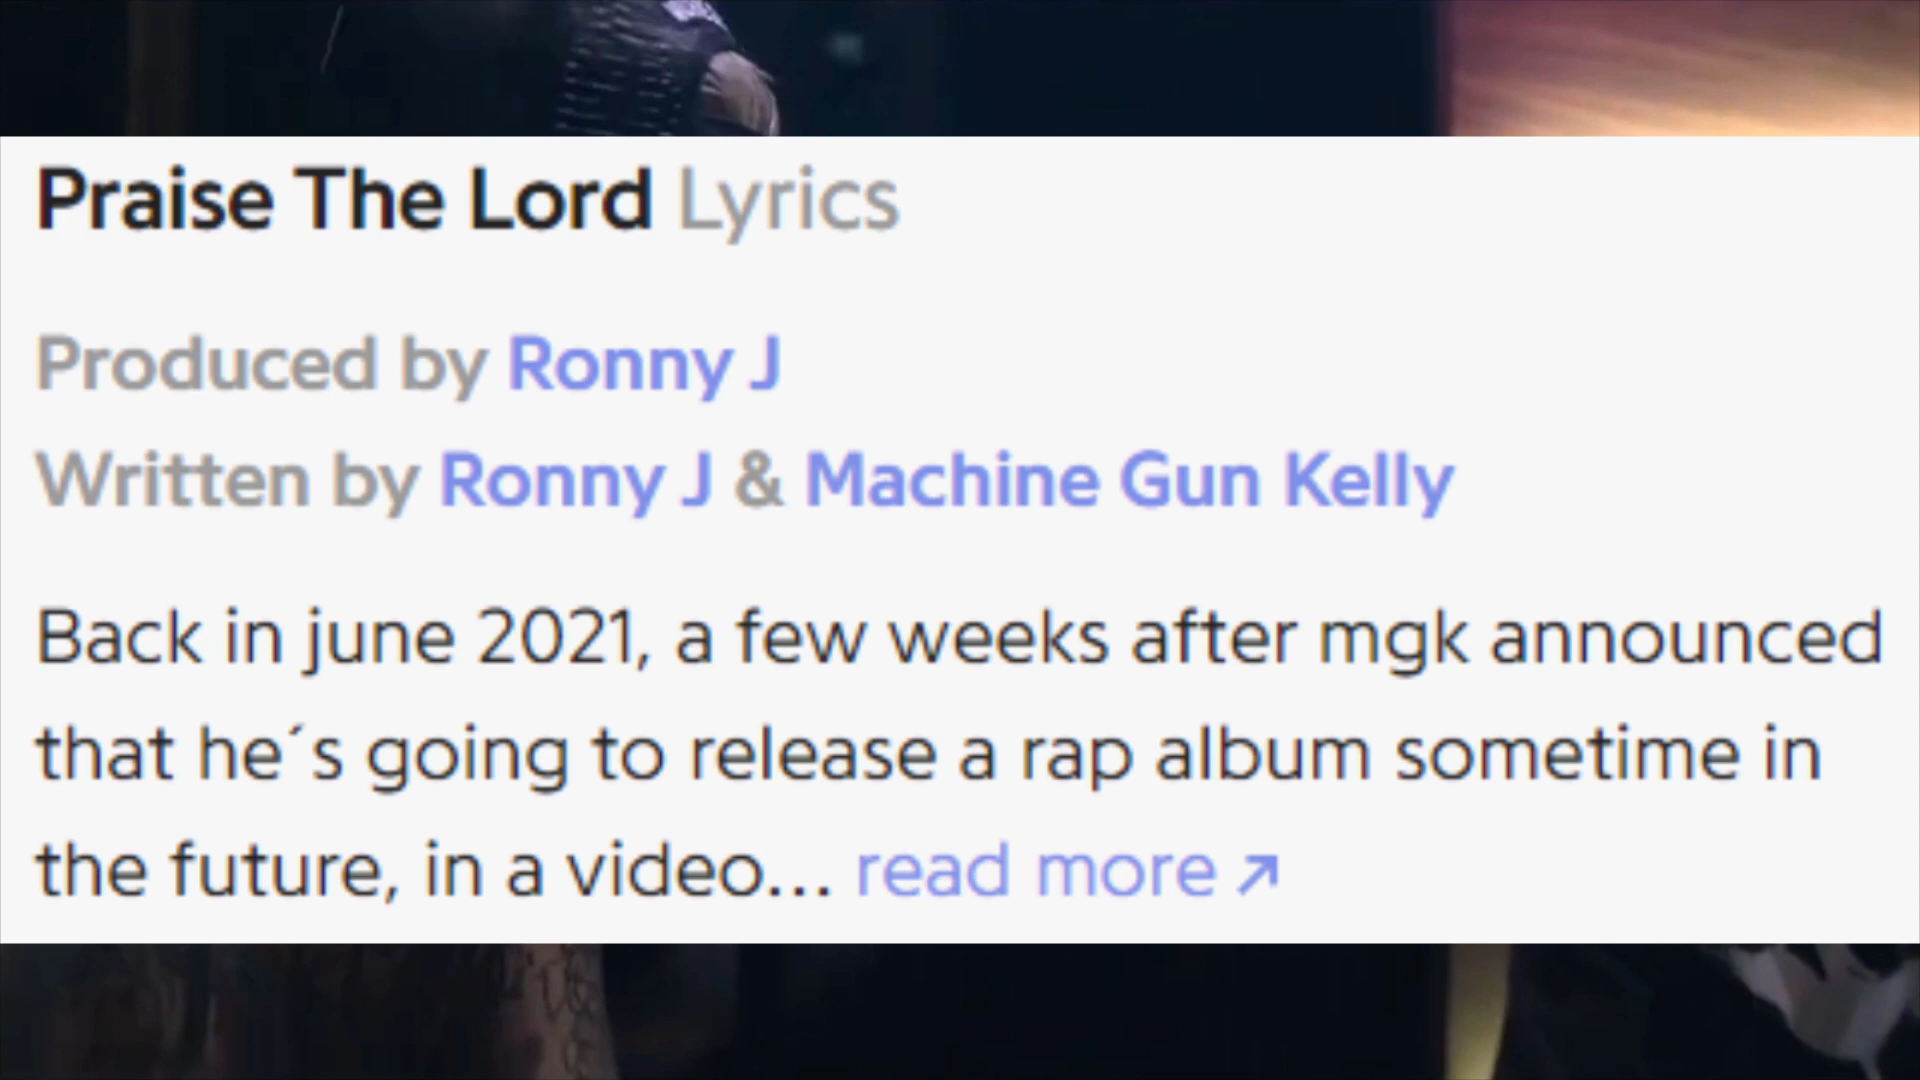 Praise The Lord Lyrics
Produced by Ronny J
Written by Ronny J & Machine Gun Kelly
Back in june 2021, a few weeks after mgk announced
that he´s going to release a rap album sometime in
the future, in a video... read more ↗